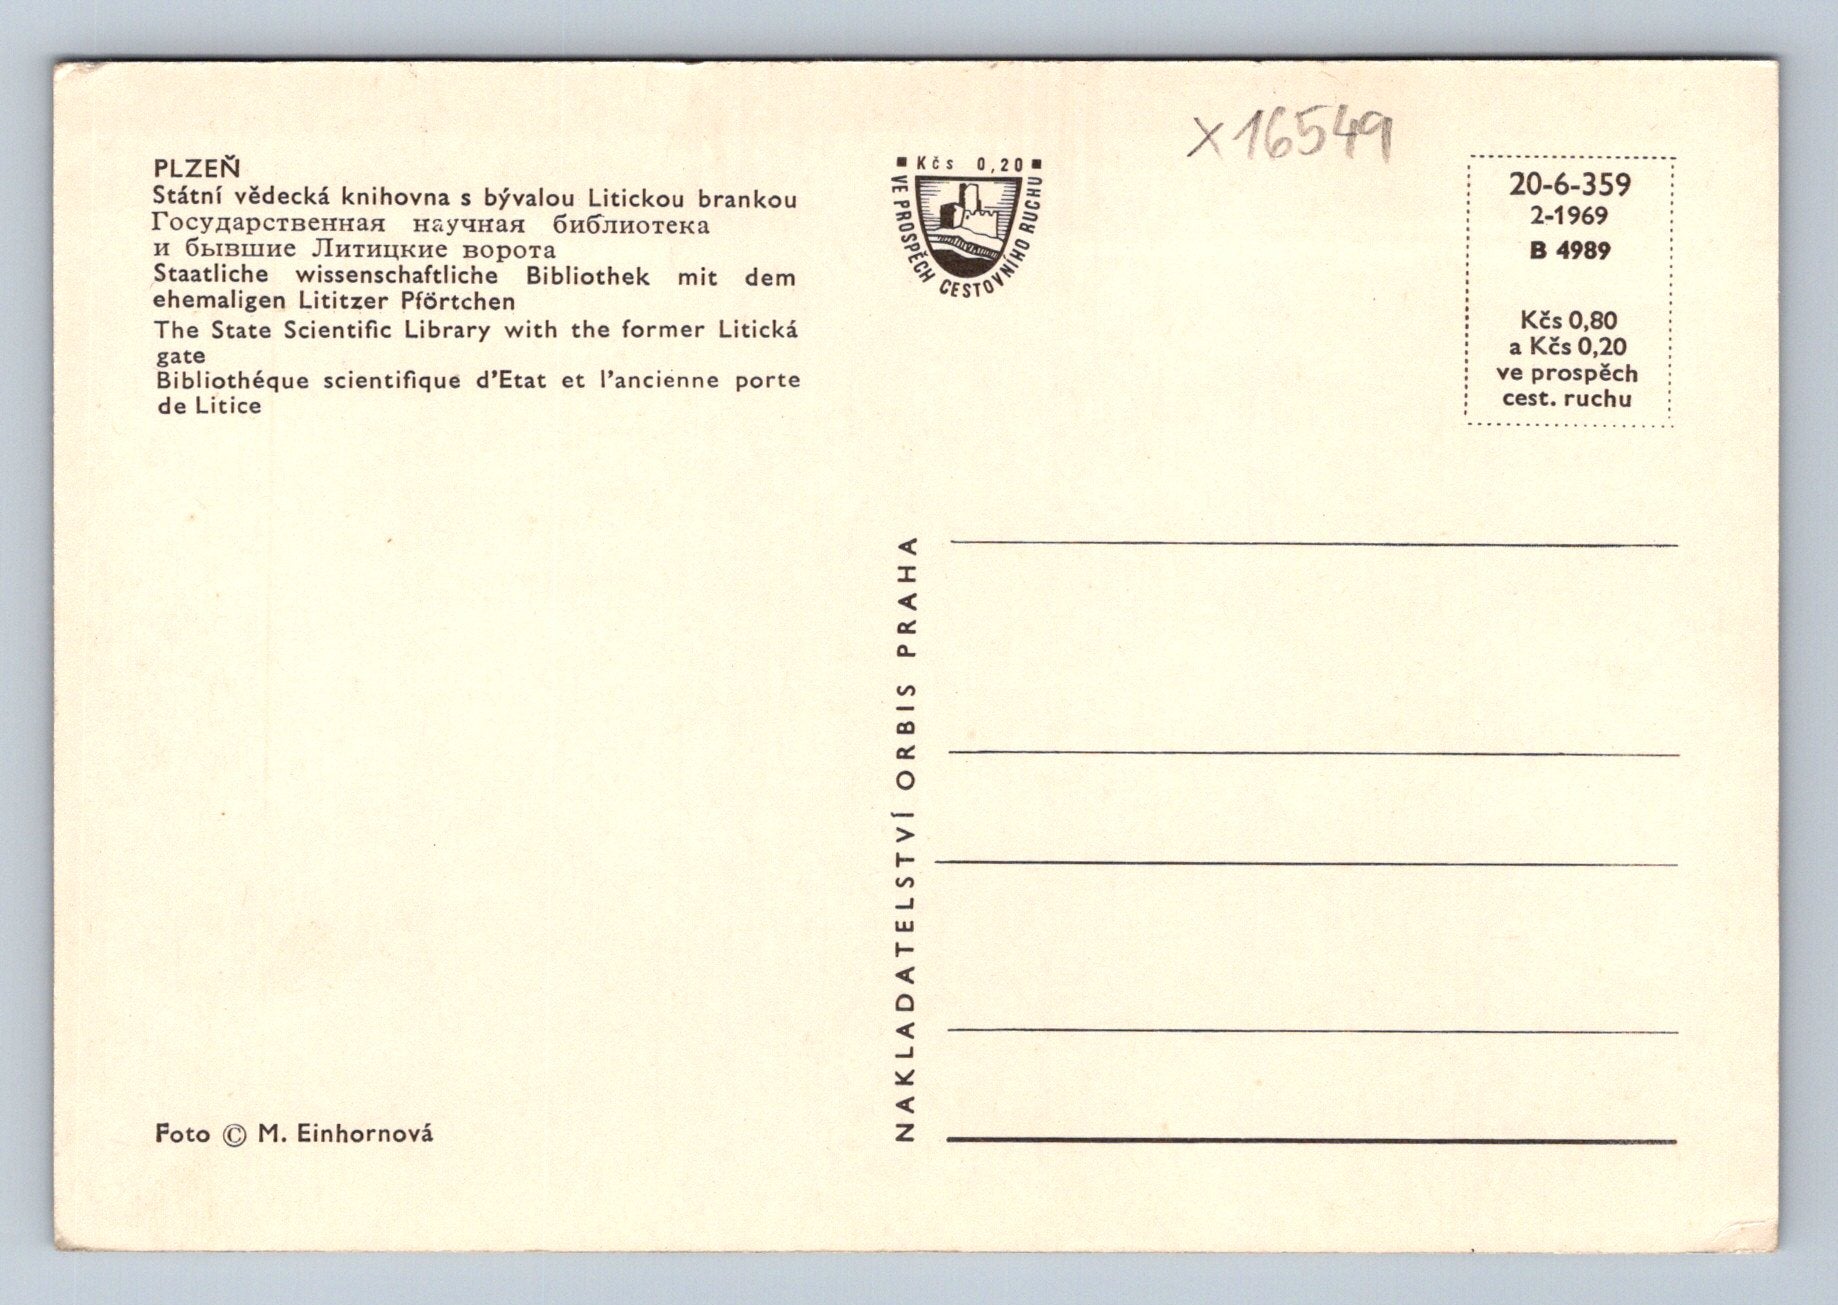 PLZEŇ
Státní vědecká knihovna s bývalou Litickou brankou
Государственная научная библиотека
и бывшие Литицкие ворота
Staatliche wissenschaftliche Bibliothek mit dem
ehemaligen Lititzer Pförtchen
The State Scientific Library with the former Litická
gate
Bibliothéque scientifique d'Etat et l'ancienne porte
de Litice
Foto © M. Einhornová
Kčs 0,20
VE PROSPĚCH CESTOVNÍHO RUCHU
NAKLADATELSTVÍ ORBIS PRAHA
x16549
20-6-359
2-1969
B 4989
Kčs 0,80
a Kčs 0,20
ve prospěch
cest. ruchu